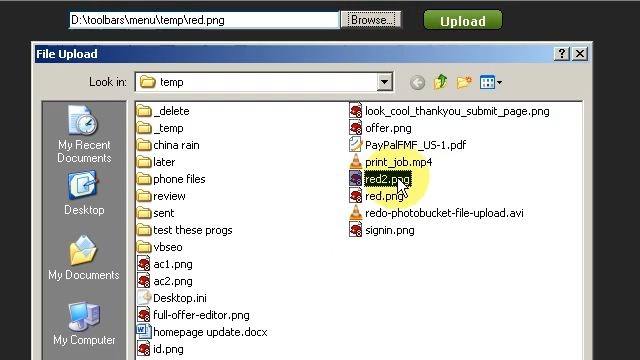 D:\toolbars\menu\temp\red.png
Browse...
Upload
File Upload
Look in:
temp
My Recent
Documents
Desktop
My Documents
My Computer
_delete
_temp
china rain
later
phone files
review
sent
test these progs
vbseo
ac1.png
ac2.png
Desktop.ini
full-offer-editor.png
homepage update.docx
id.png
look_cool_thankyou_submit_page.png
offer.png
PayPalFMF_US-1.pdf
print_job.mp4
red2.png
red.png
redo-photobucket-file-upload.avi
signin.png